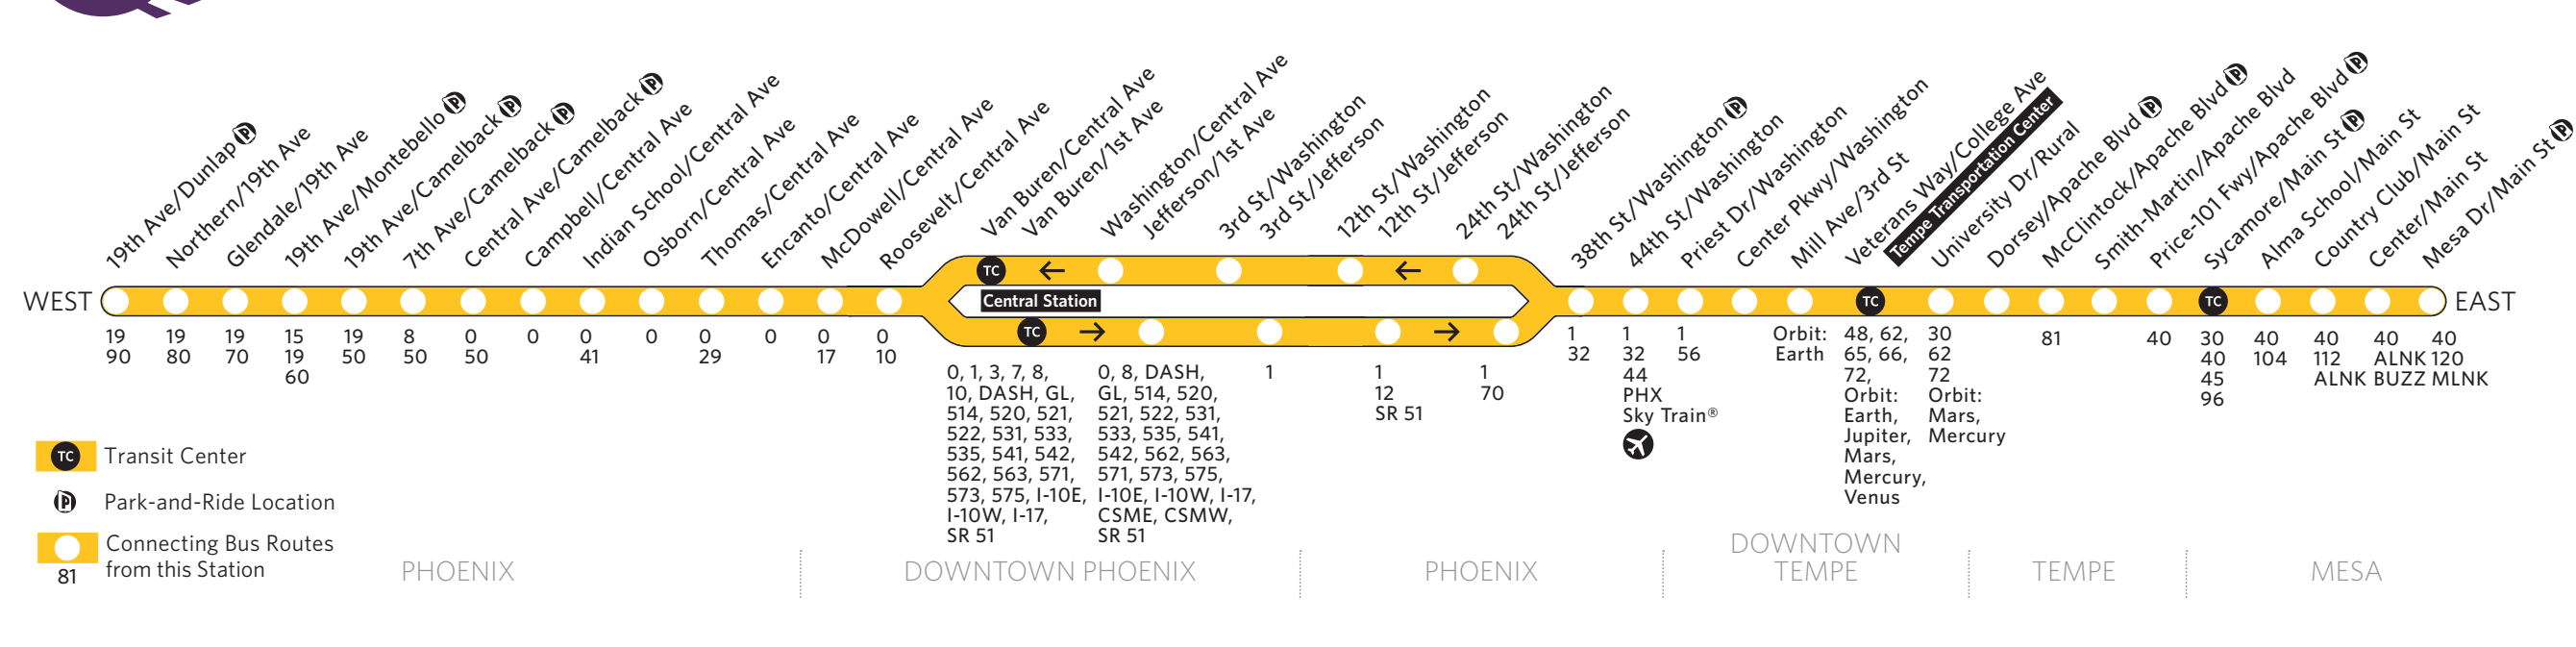 19th Ave/Dunlap
Northern/19th Ave
Glendale/19th Ave
19th Ave/Montebello
19th Ave/Camelback
7th Ave/Camelback
Central Ave/Camelback
Campbell/Central Ave
Indian School/Central Ave
Osborn/Central Ave
Thomas/Central Ave
Encanto/Central Ave
McDowell/Central Ave
Roosevelt/Central Ave
Van Buren/Central Ave
Van Buren/1st Ave
Washington/Central Ave
Jefferson/1st Ave
3rd St/Washington
3rd St/Jefferson
12th St/Washington
12th St/Jefferson
24th St/Washington
24th St/Jefferson
38th St/Washington
44th St/Washington
Priest Dr/Washington
Center Pkwy/Washington
Mill Ave/3rd St
Veterans Way/College Ave
Tempe Transportation Center
University Dr/Rural
Dorsey/Apache Blvd
McClintock/Apache Blvd
Smith-Martin/Apache Blvd
Price-101 Fwy/Apache Blvd
Sycamore/Main St
Alma School/Main St
Country Club/Main St
Center/Main St
Mesa Dr/Main St
WEST
TC
Central Station
TC
TC
TC
EAST
19
90
19
80
19
70
15
19
60
19
50
8
50
0
50
0
0
41
0
0
29
0
0
17
0
10
0, 1, 3, 7, 8,
10, DASH, GL,
514, 520, 521,
522, 531, 533,
535, 541, 542,
562, 563, 571,
573, 575, I-10E,
I-10W, I-17,
SR 51
0, 8, DASH,
GL, 514, 520,
521, 522, 531,
533, 535, 541,
542, 562, 563,
571, 573, 575,
I-10E, I-10W, I-17,
CSME, CSMW,
SR 51
1
1
12
SR 51
1
70
1
32
1
32
44
PHX
Sky Train®
1
56
Orbit:
Earth
48, 62,
65, 66,
72,
Orbit:
Earth,
Jupiter,
Mars,
Mercury,
Venus
30
62
72
Orbit:
Mars,
Mercury
81
40
30
40
45
96
40
104
40
112
ALNK
40
ALNK
BUZZ
40
120
MLNK
TC Transit Center
P Park-and-Ride Location
Connecting Bus Routes
from this Station
81
PHOENIX
DOWNTOWN PHOENIX
PHOENIX
DOWNTOWN
TEMPE
TEMPE
MESA